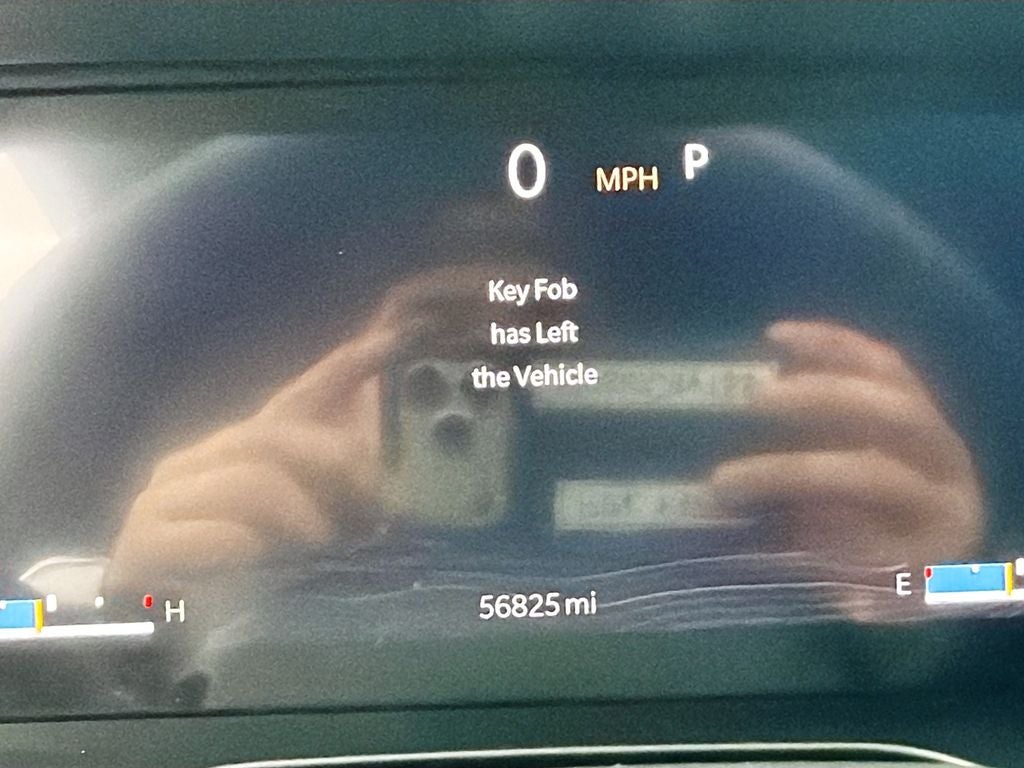 0 MPH P
Key Fob
has Left
the Vehicle
H
56825 mi
E